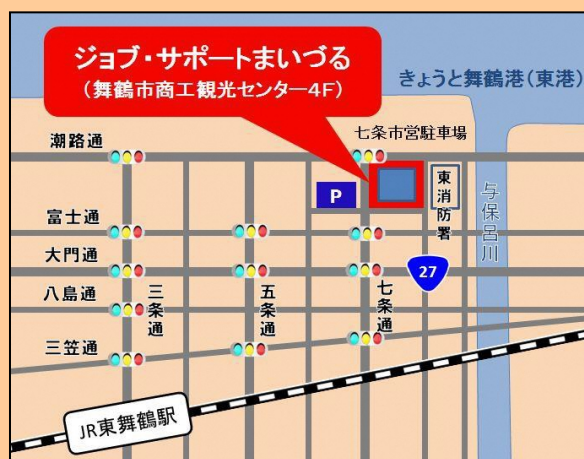 ジョブ・サポートまいづる
（舞鶴市商工観光センター4F）
きょうと舞鶴港（東港）
七条市営駐車場
潮路通
P
東消防署
与保呂川
富士通
大門通
27
八島通
三条通
五条通
七条通
三笠通
JR東舞鶴駅